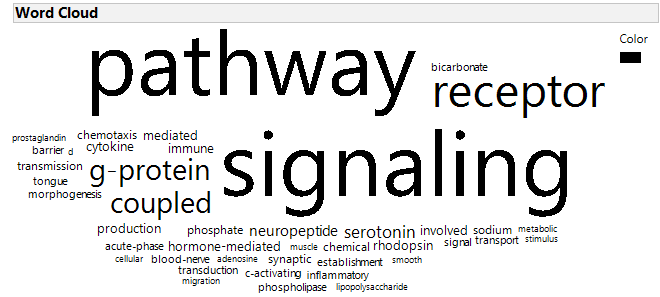 Word Cloud
Color
pathway
bicarbonate
receptor
prostaglandin chemotaxis mediated
barrier d cytokine immune
signaling
transmission g-protein
tongue
morphogenesis coupled
production phosphate neuropeptide serotonin involved sodium metabolic
acute-phase hormone-mediated muscle chemical rhodopsin signal transport stimulus
cellular blood-nerve adenosine synaptic establishment smooth
transduction c-activating inflammatory
migration
phospholipase lipopolysaccharide